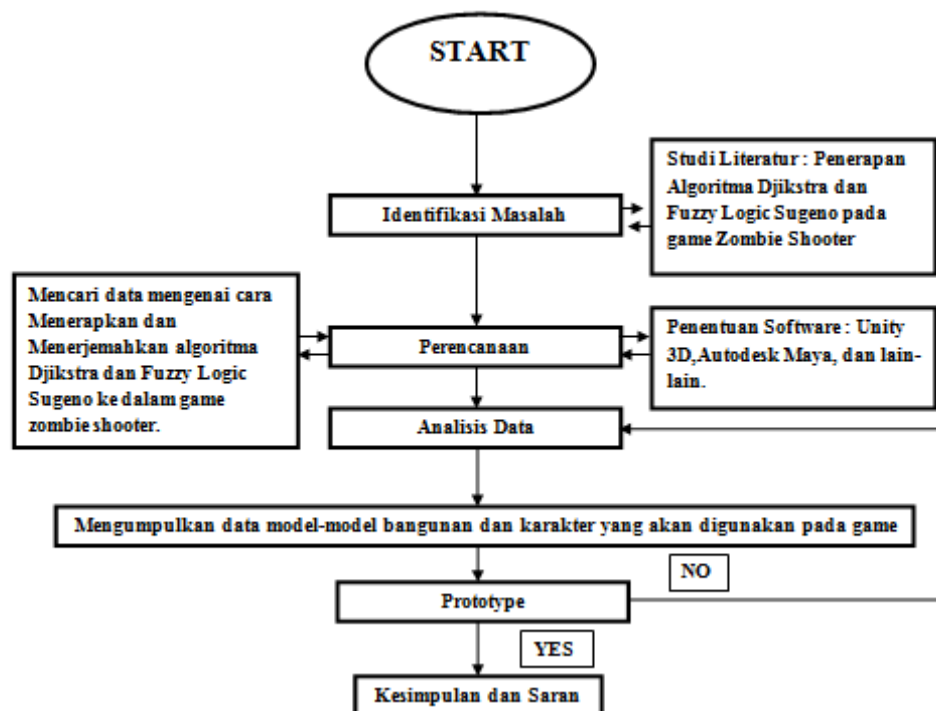 START
Identifikasi Masalah
Studi Literatur : Penerapan
Algoritma Djikstra dan
Fuzzy Logic Sugeno pada
game Zombie Shooter
Mencari data mengenai cara
Menerapkan dan
Menerjemahkan algoritma
Djikstra dan Fuzzy Logic
Sugeno ke dalam game
zombie shooter.
Perencanaan
Penentuan Software : Unity
3D,Autodesk Maya, dan lain-
lain.
Analisis Data
Mengumpulkan data model-model bangunan dan karakter yang akan digunakan pada game
NO
Prototype
YES
Kesimpulan dan Saran